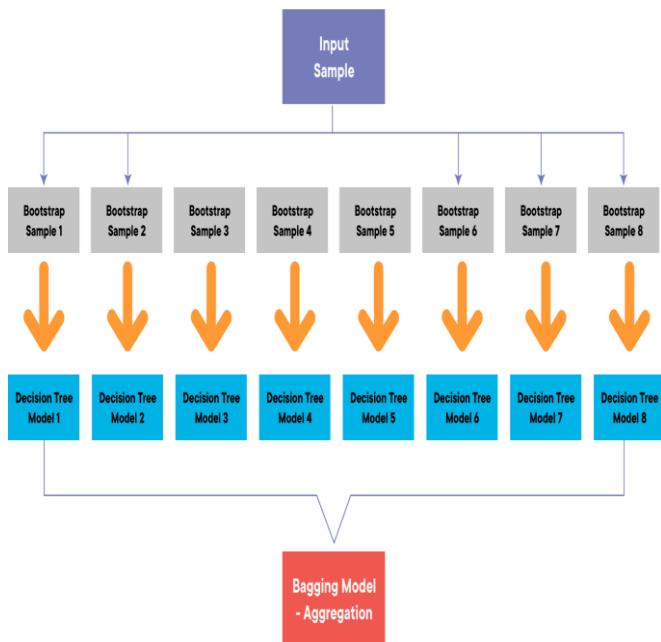 Input
Sample
Bootstrap
Sample 1
Bootstrap
Sample 2
Bootstrap
Sample 3
Bootstrap
Sample 4
Bootstrap
Sample 5
Bootstrap
Sample 6
Bootstrap
Sample 7
Bootstrap
Sample 8
Decision Tree
Model 1
Decision Tree
Model 2
Decision Tree
Model 3
Decision Tree
Model 4
Decision Tree
Model 5
Decision Tree
Model 6
Decision Tree
Model 7
Decision Tree
Model 8
Bagging Model
- Aggregation